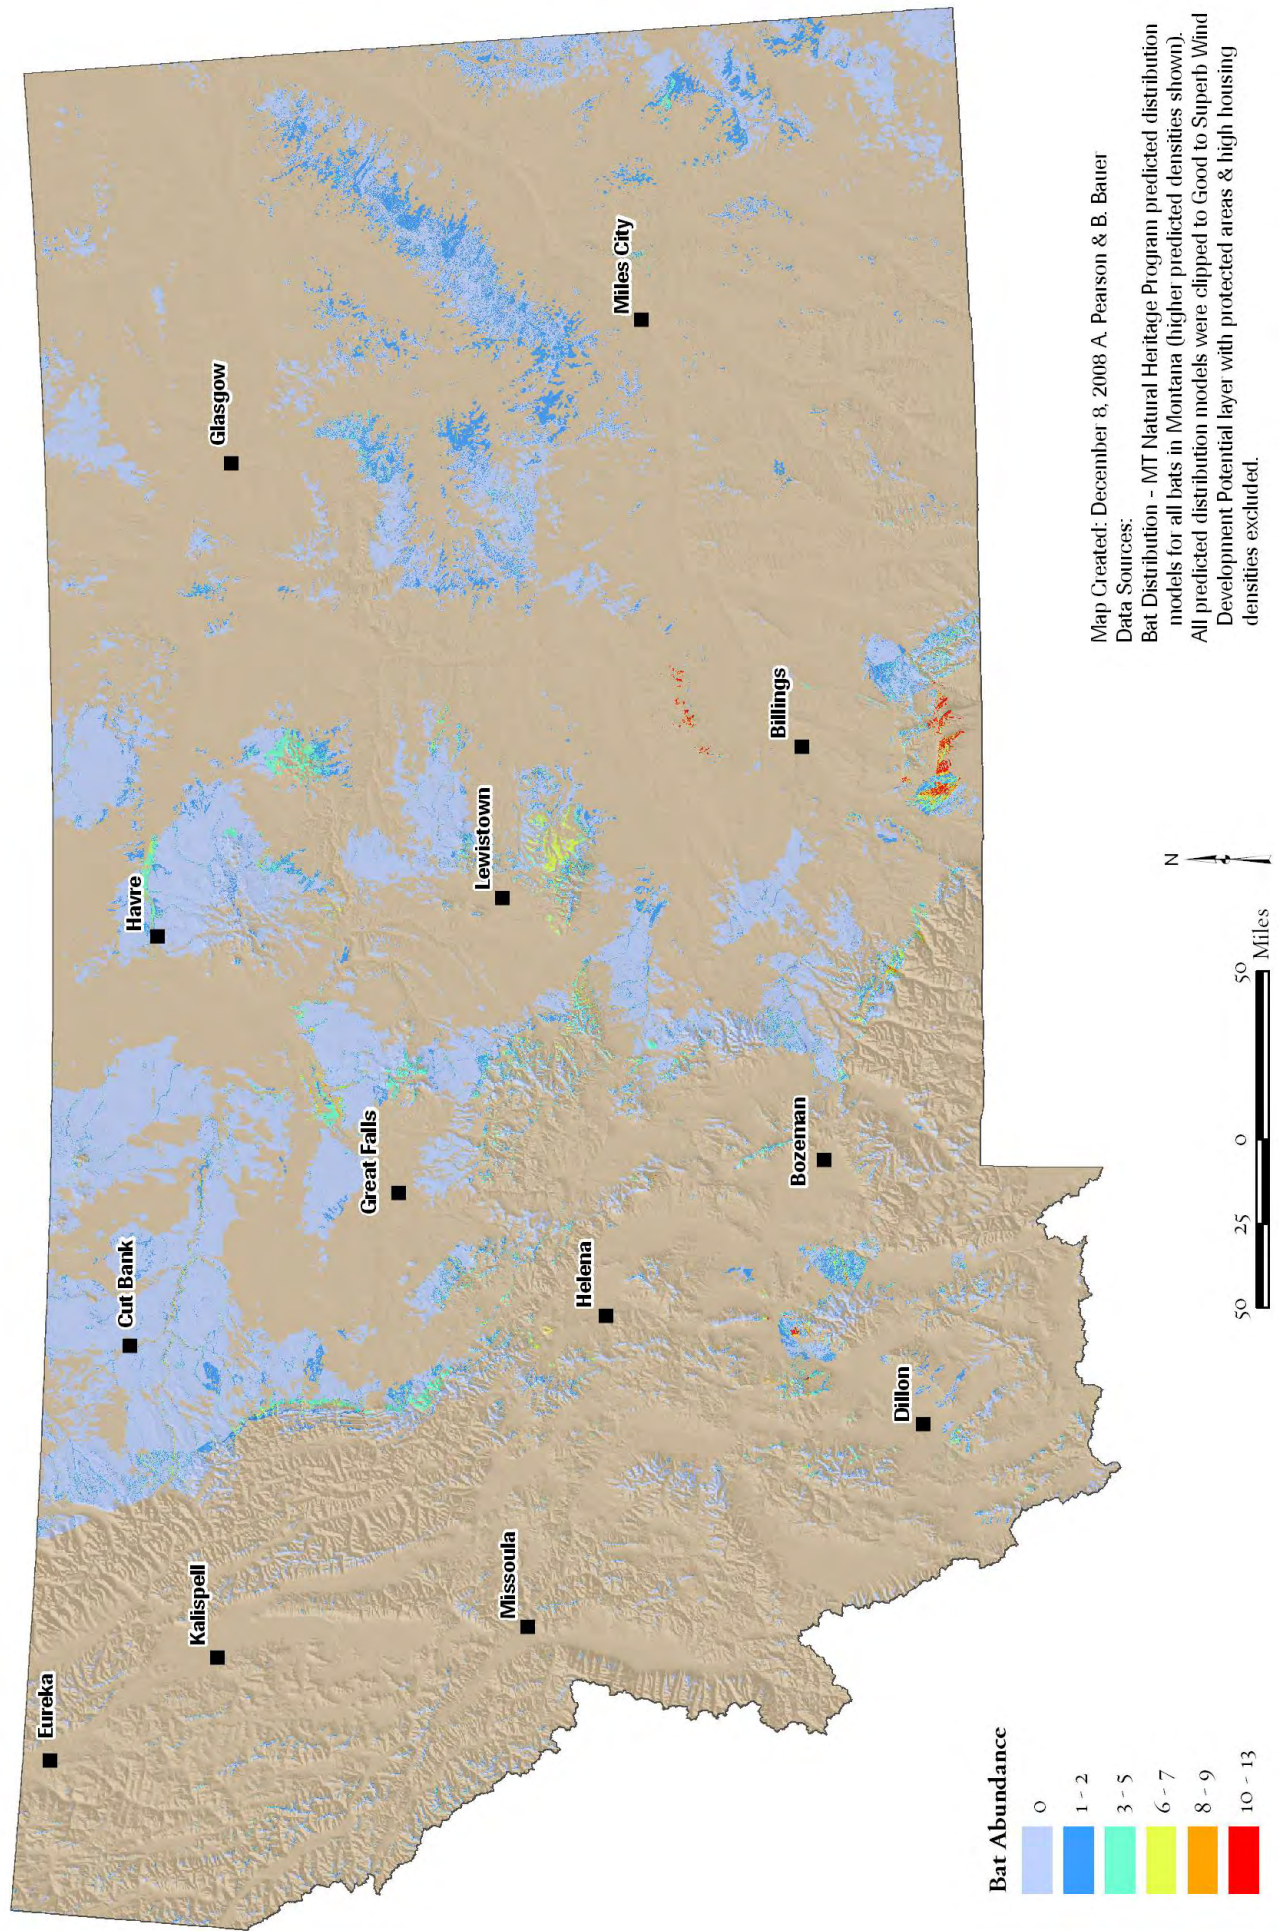 Eureka
Kalispell
Missoula
Cut Bank
Great Falls
Helena
Dillon
Bozeman
Havre
Lewistown
Billings
Glasgow
Miles City
Bat Abundance
0
1 - 2
3 - 5
6 - 7
8 - 9
10 - 13
50 25 0 50
Miles
N
Map Created: December 8, 2008 A. Pearson & B. Bauer
Data Sources:
Bat Distribution - MT Natural Heritage Program predicted distribution
models for all bats in Montana (higher predicted densities shown).
All predicted distribution models were clipped to Good to Superb Wind
Development Potential layer with protected areas & high housing
densities excluded.